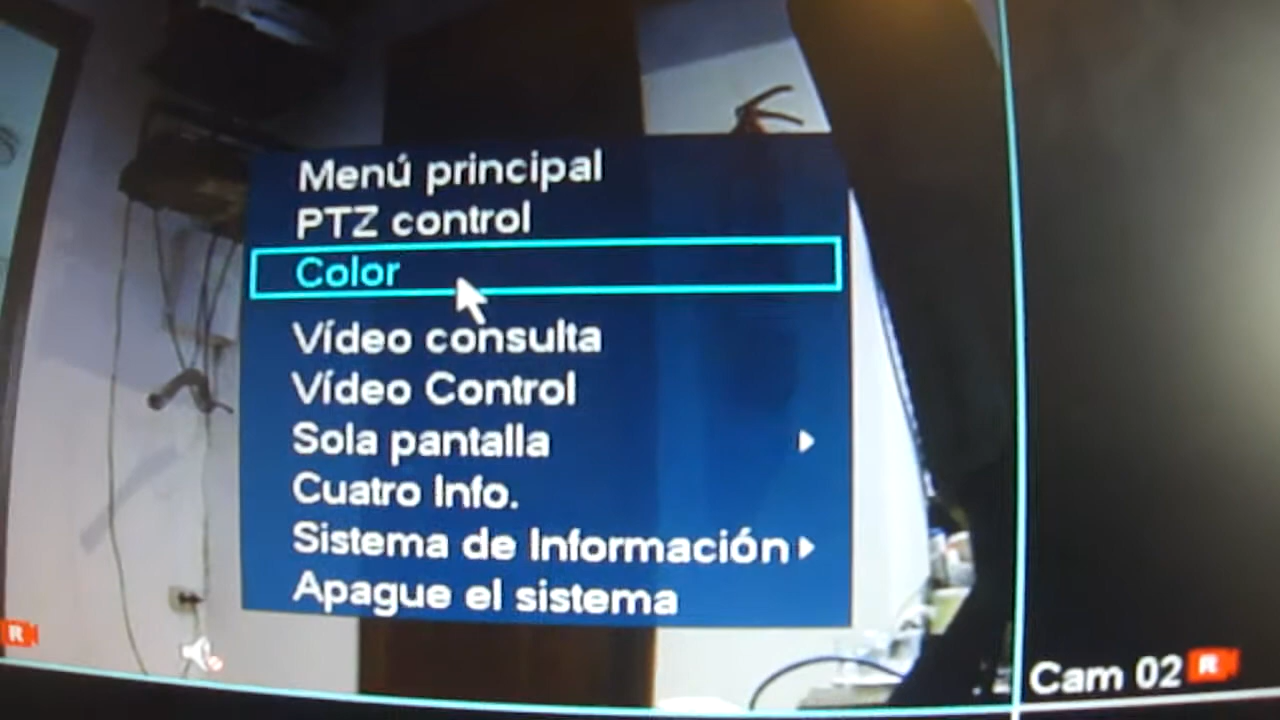 Menú principal
PTZ control
Color
Vídeo consulta
Vídeo Control
Sola pantalla
Cuatro Info.
Sistema de Información
Apague el sistema
R
Cam 02 R